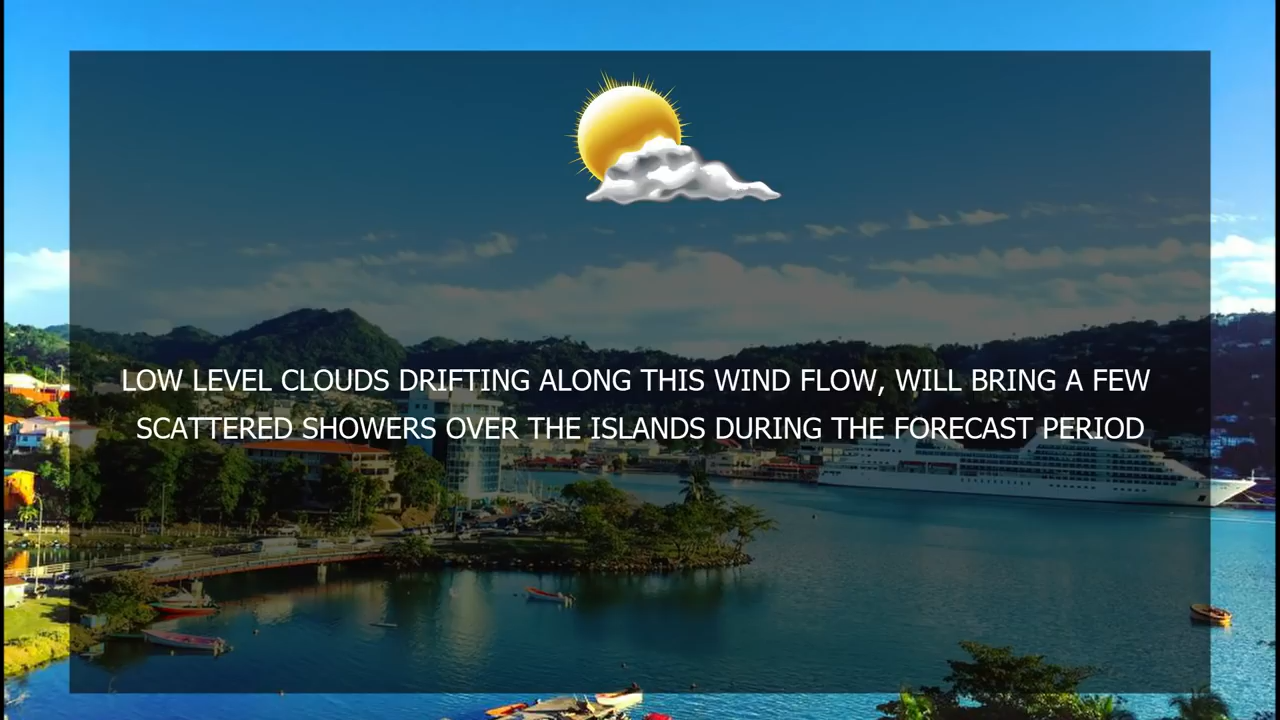 LOW LEVEL CLOUDS DRIFTING ALONG THIS WIND FLOW, WILL BRING A FEW
SCATTERED SHOWERS OVER THE ISLANDS DURING THE FORECAST PERIOD